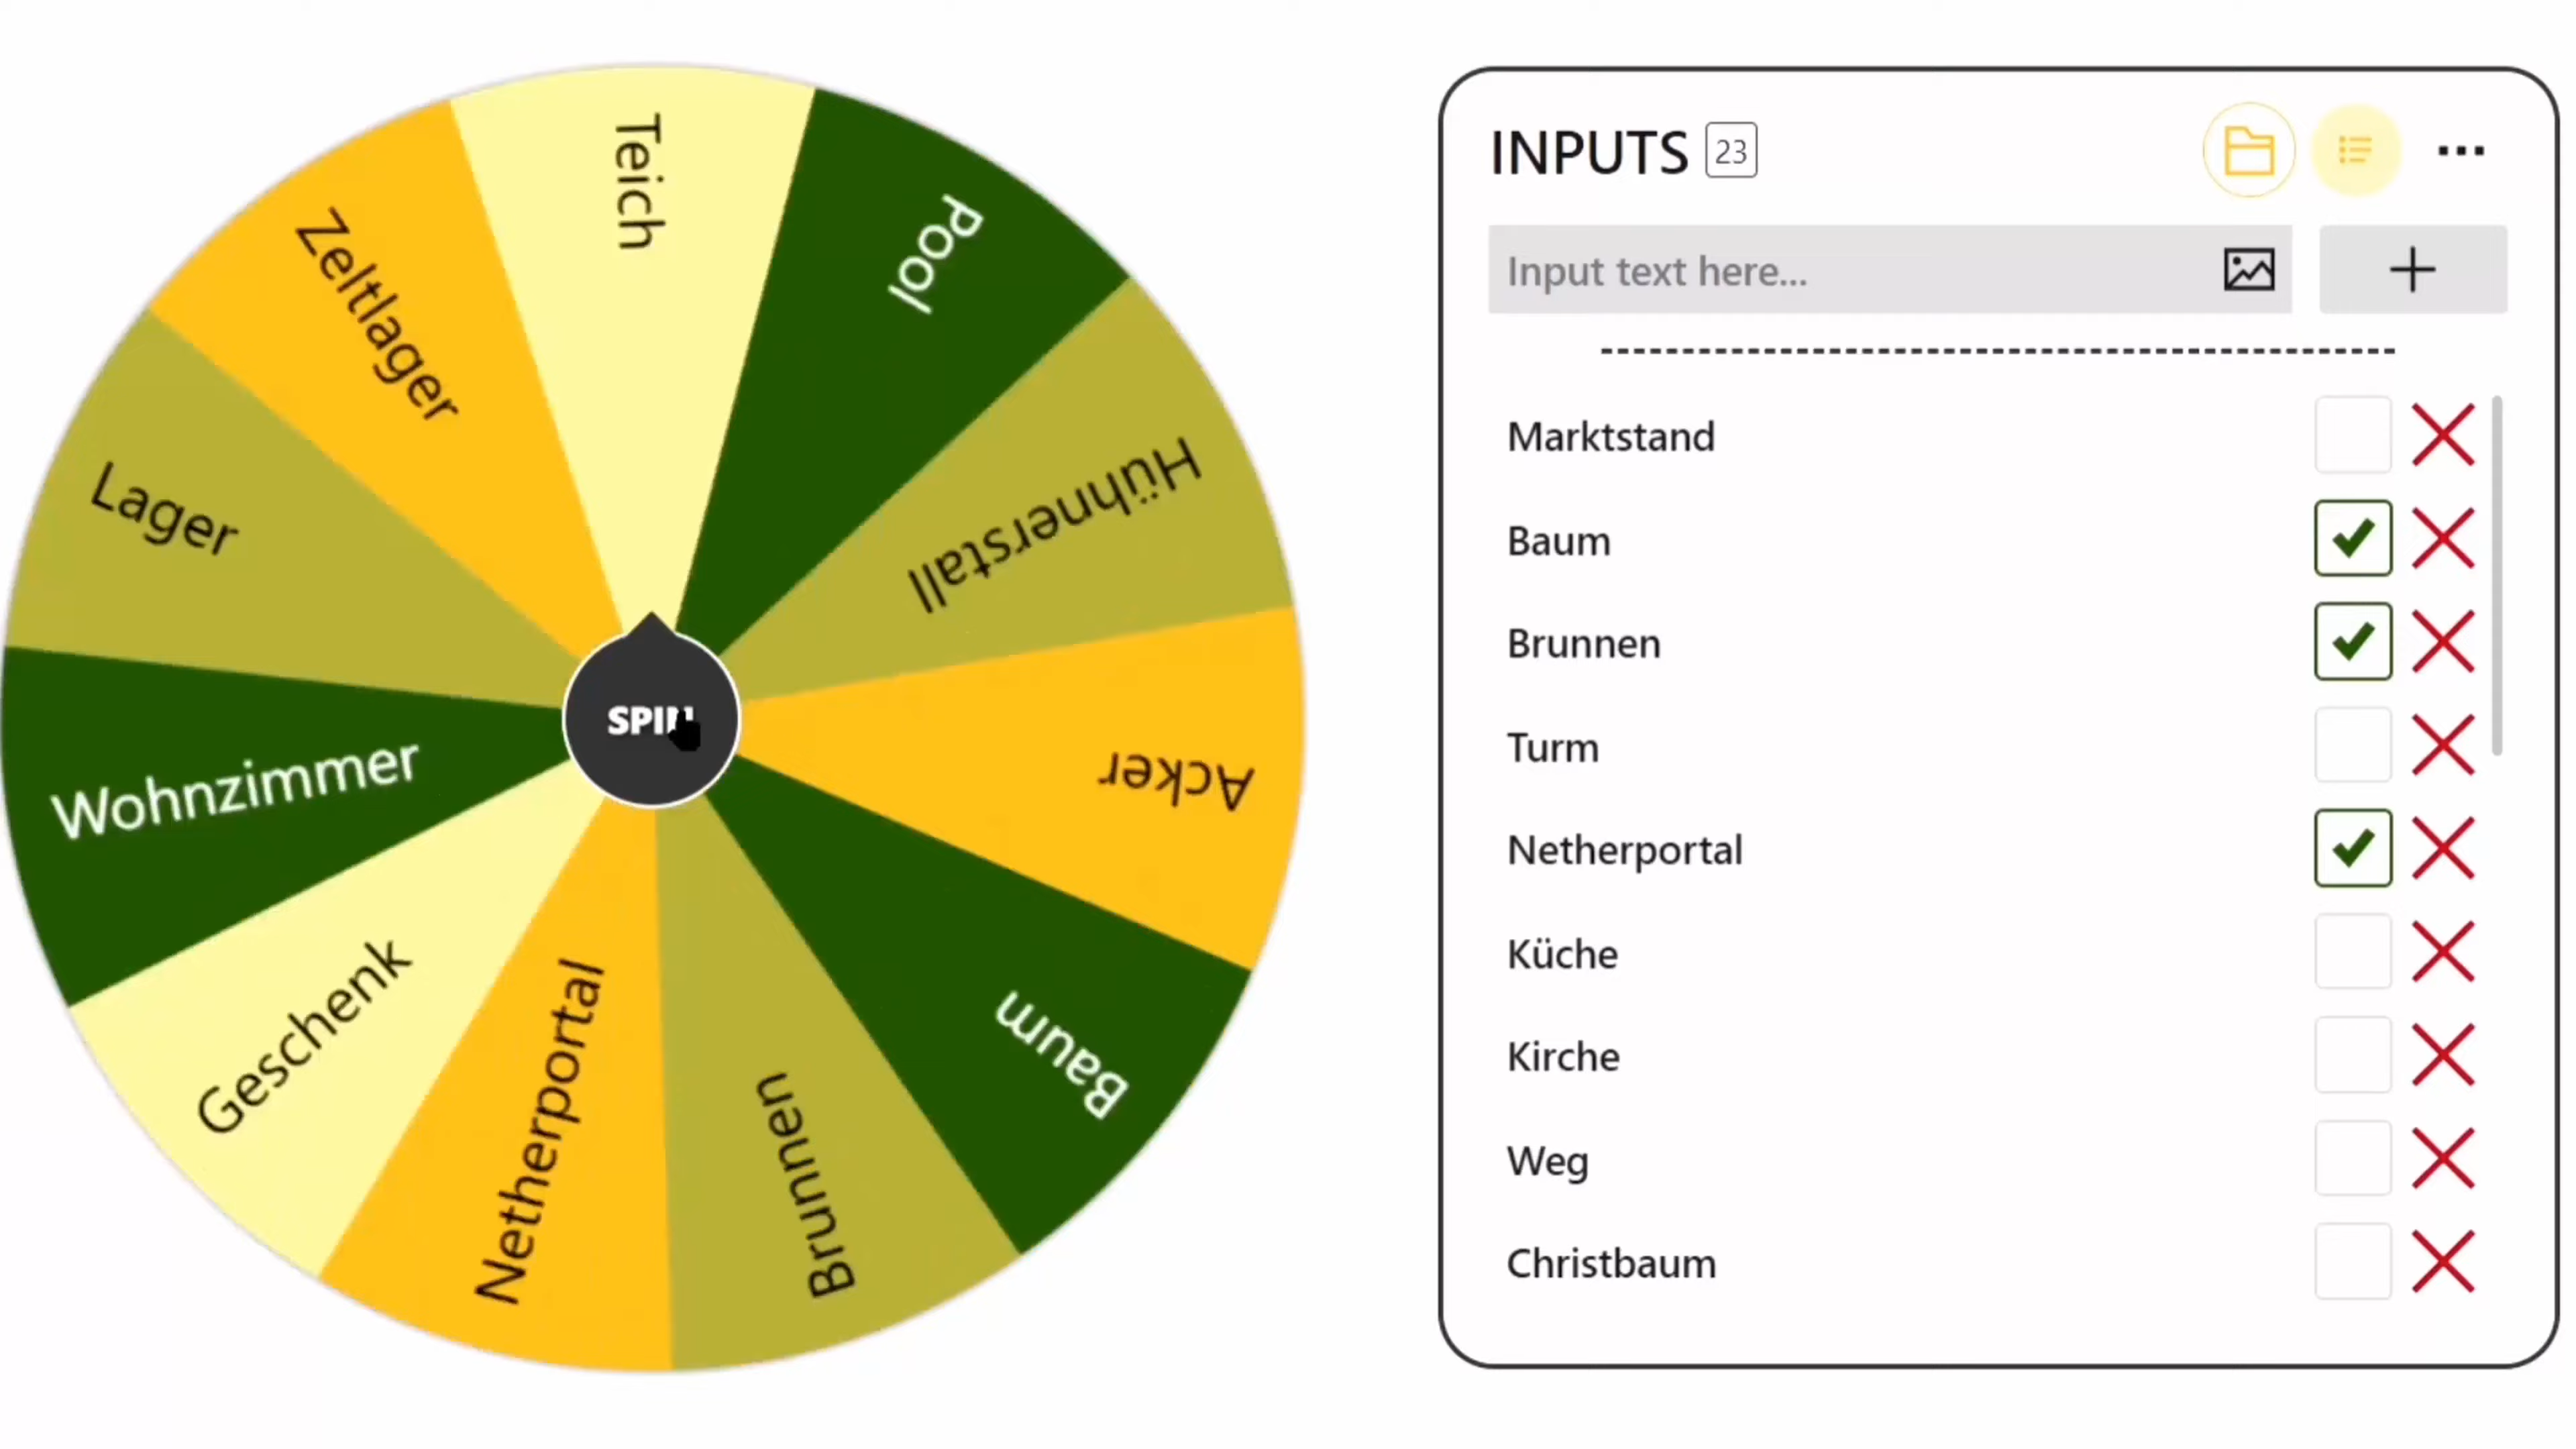 Teich
Pool
Hühnerstall
Acker
Baum
Brunnen
Netherportal
Geschenk
Wohnzimmer
Lager
Zeltlager
SPIN
INPUTS 23
Input text here...
Marktstand
Baum
Brunnen
Turm
Netherportal
Küche
Kirche
Weg
Christbaum